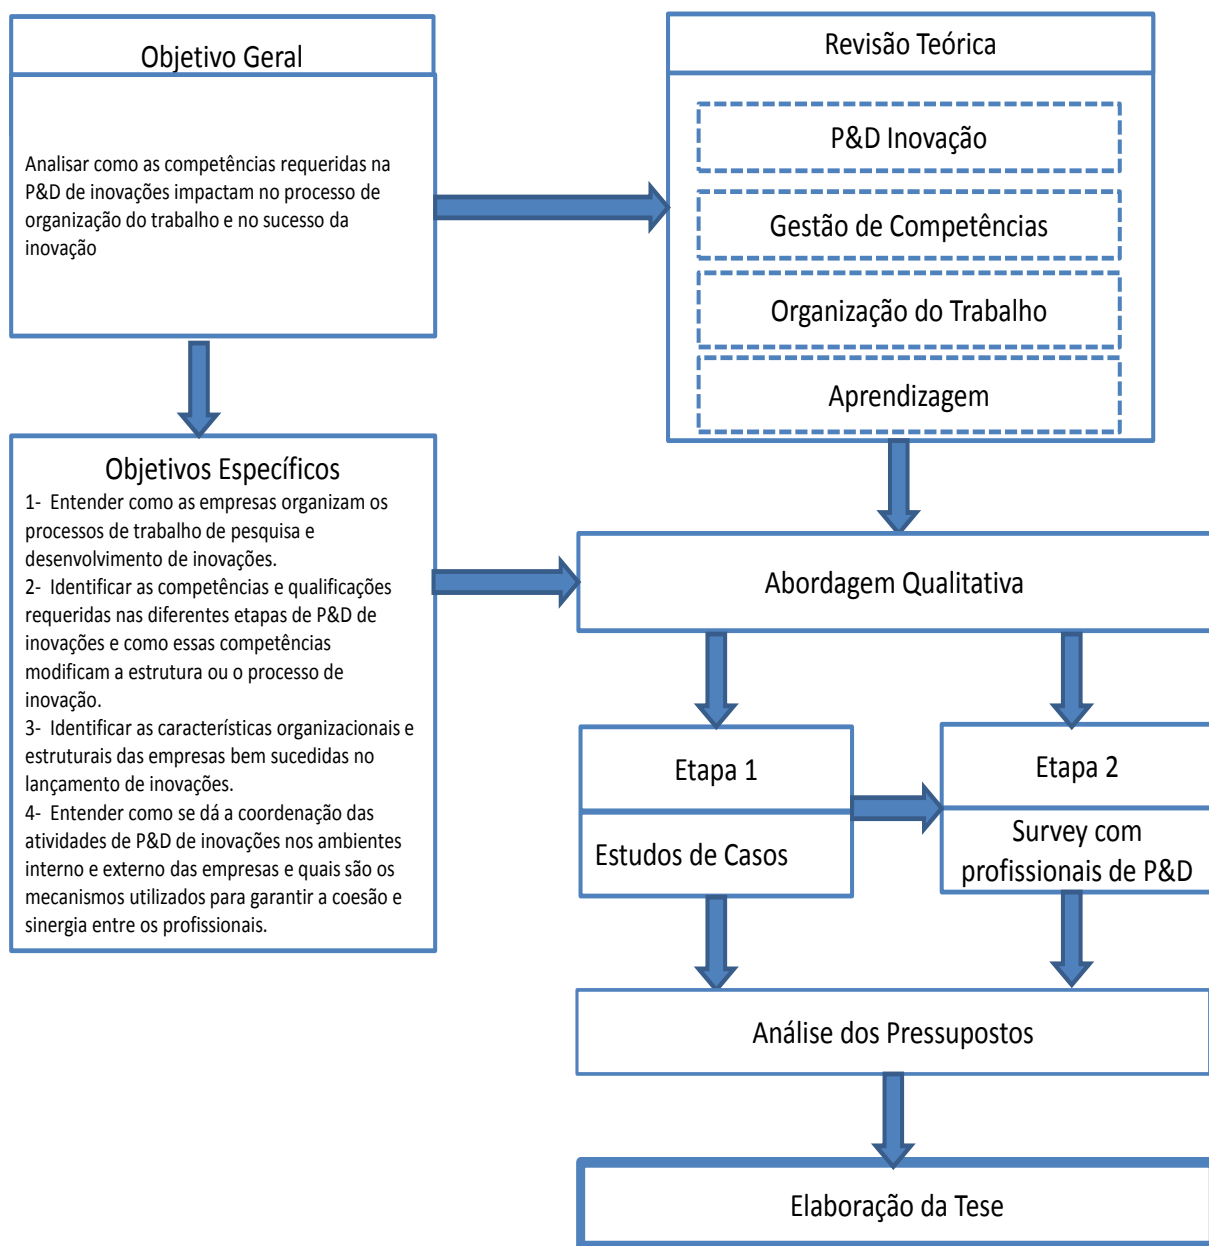 Objetivo Geral
Analisar como as competências requeridas na
P&D de inovações impactam no processo de
organização do trabalho e no sucesso da
inovação
Revisão Teórica
P&D Inovação
Gestão de Competências
Organização do Trabalho
Aprendizagem
Objetivos Específicos
1- Entender como as empresas organizam os
processos de trabalho de pesquisa e
desenvolvimento de inovações.
2- Identificar as competências e qualificações
requeridas nas diferentes etapas de P&D de
inovações e como essas competências
modificam a estrutura ou o processo de
inovação.
3- Identificar as características organizacionais e
estruturais das empresas bem sucedidas no
lançamento de inovações.
4- Entender como se dá a coordenação das
atividades de P&D de inovações nos ambientes
interno e externo das empresas e quais são os
mecanismos utilizados para garantir a coesão e
sinergia entre os profissionais.
Abordagem Qualitativa
Etapa 1
Estudos de Casos
Etapa 2
Survey com
profissionais de P&D
Análise dos Pressupostos
Elaboração da Tese